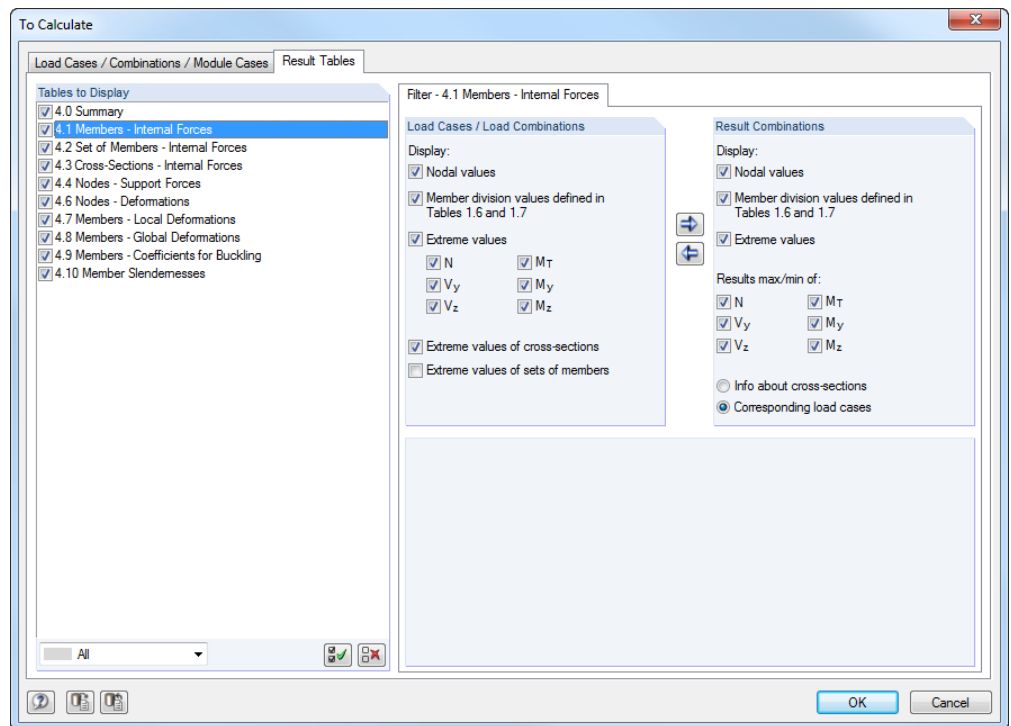 To Calculate
Load Cases / Combinations / Module Cases
Result Tables
Tables to Display
4.0 Summary
4.1 Members - Internal Forces
4.2 Set of Members - Internal Forces
4.3 Cross-Sections - Internal Forces
4.4 Nodes - Support Forces
4.6 Nodes - Deformations
4.7 Members - Local Deformations
4.8 Members - Global Deformations
4.9 Members - Coefficients for Buckling
4.10 Member Slendernesses
All
Filter - 4.1 Members - Internal Forces
Load Cases / Load Combinations
Display:
Nodal values
Member division values defined in
Tables 1.6 and 1.7
Extreme values
N MT
Vy My
Vz Mz
Extreme values of cross-sections
Extreme values of sets of members
Result Combinations
Display:
Nodal values
Member division values defined in
Tables 1.6 and 1.7
Extreme values
Results max/min of:
N MT
Vy My
Vz Mz
Info about cross-sections
Corresponding load cases
OK Cancel